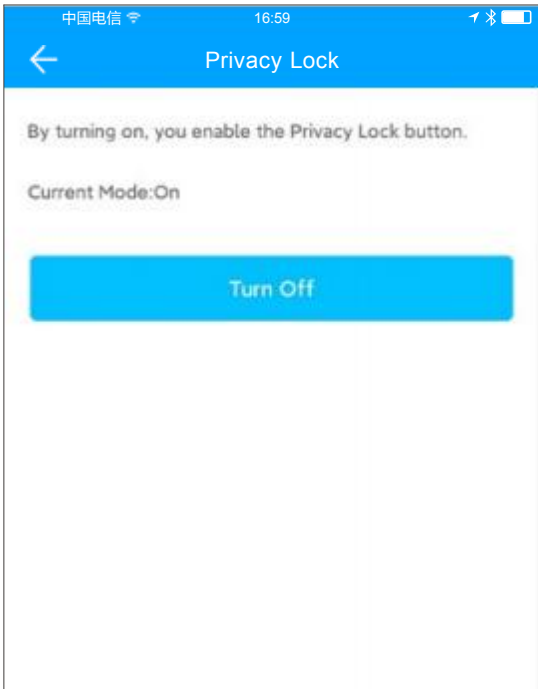 中国电信 16:59
Privacy Lock
By turning on, you enable the Privacy Lock button.
Current Mode:On
Turn Off